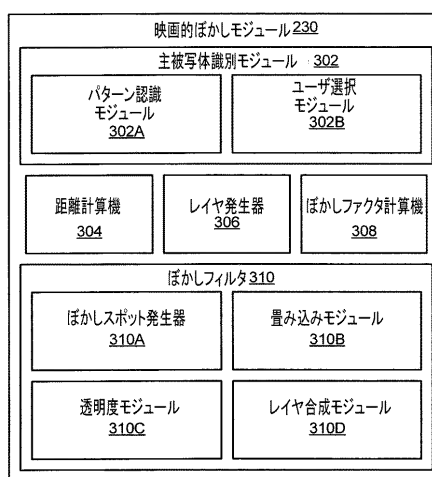 映画的ぼかしモジュール 230
主被写体識別モジュール 302
パターン認識
モジュール
302A
ユーザ選択
モジュール
302B
距離計算機
304
レイヤ発生器
306
ぼかしファクタ計算機
308
ぼかしフィルタ 310
ぼかしスポット発生器
310A
畳み込みモジュール
310B
透明度モジュール
310C
レイヤ合成モジュール
310D